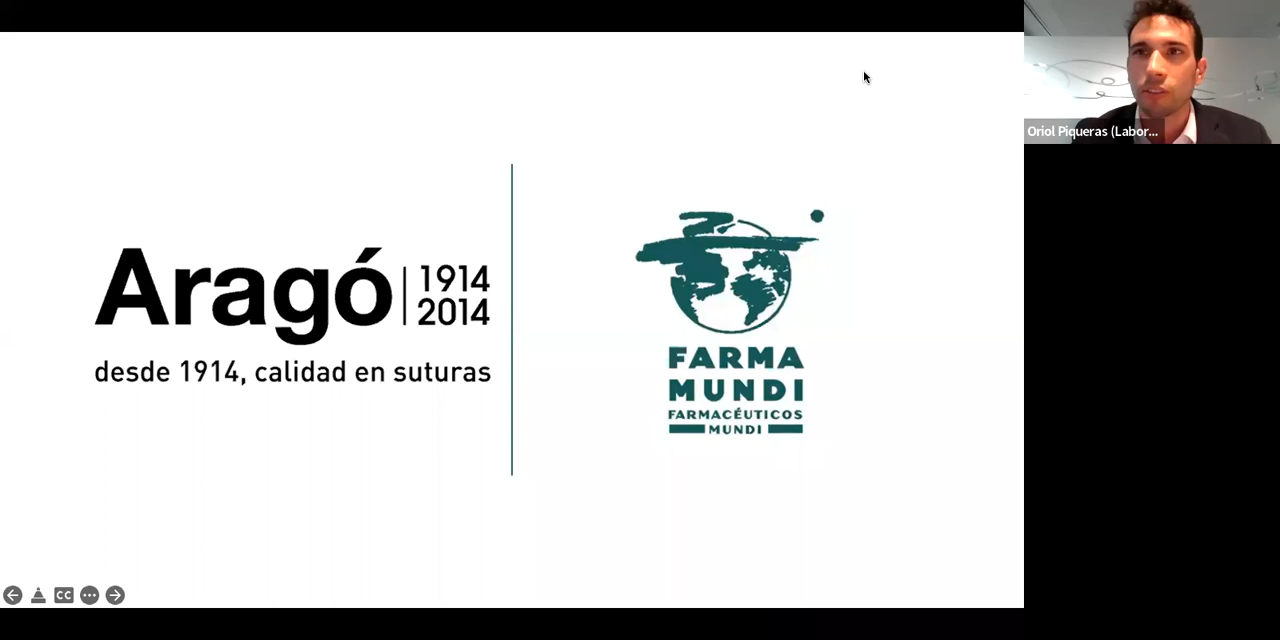 Aragó
1914
2014
desde 1914, calidad en suturas
FARMA
MUNDI
FARMACÉUTICOS
MUNDI
Oriol Piqueras (Labor...
CC